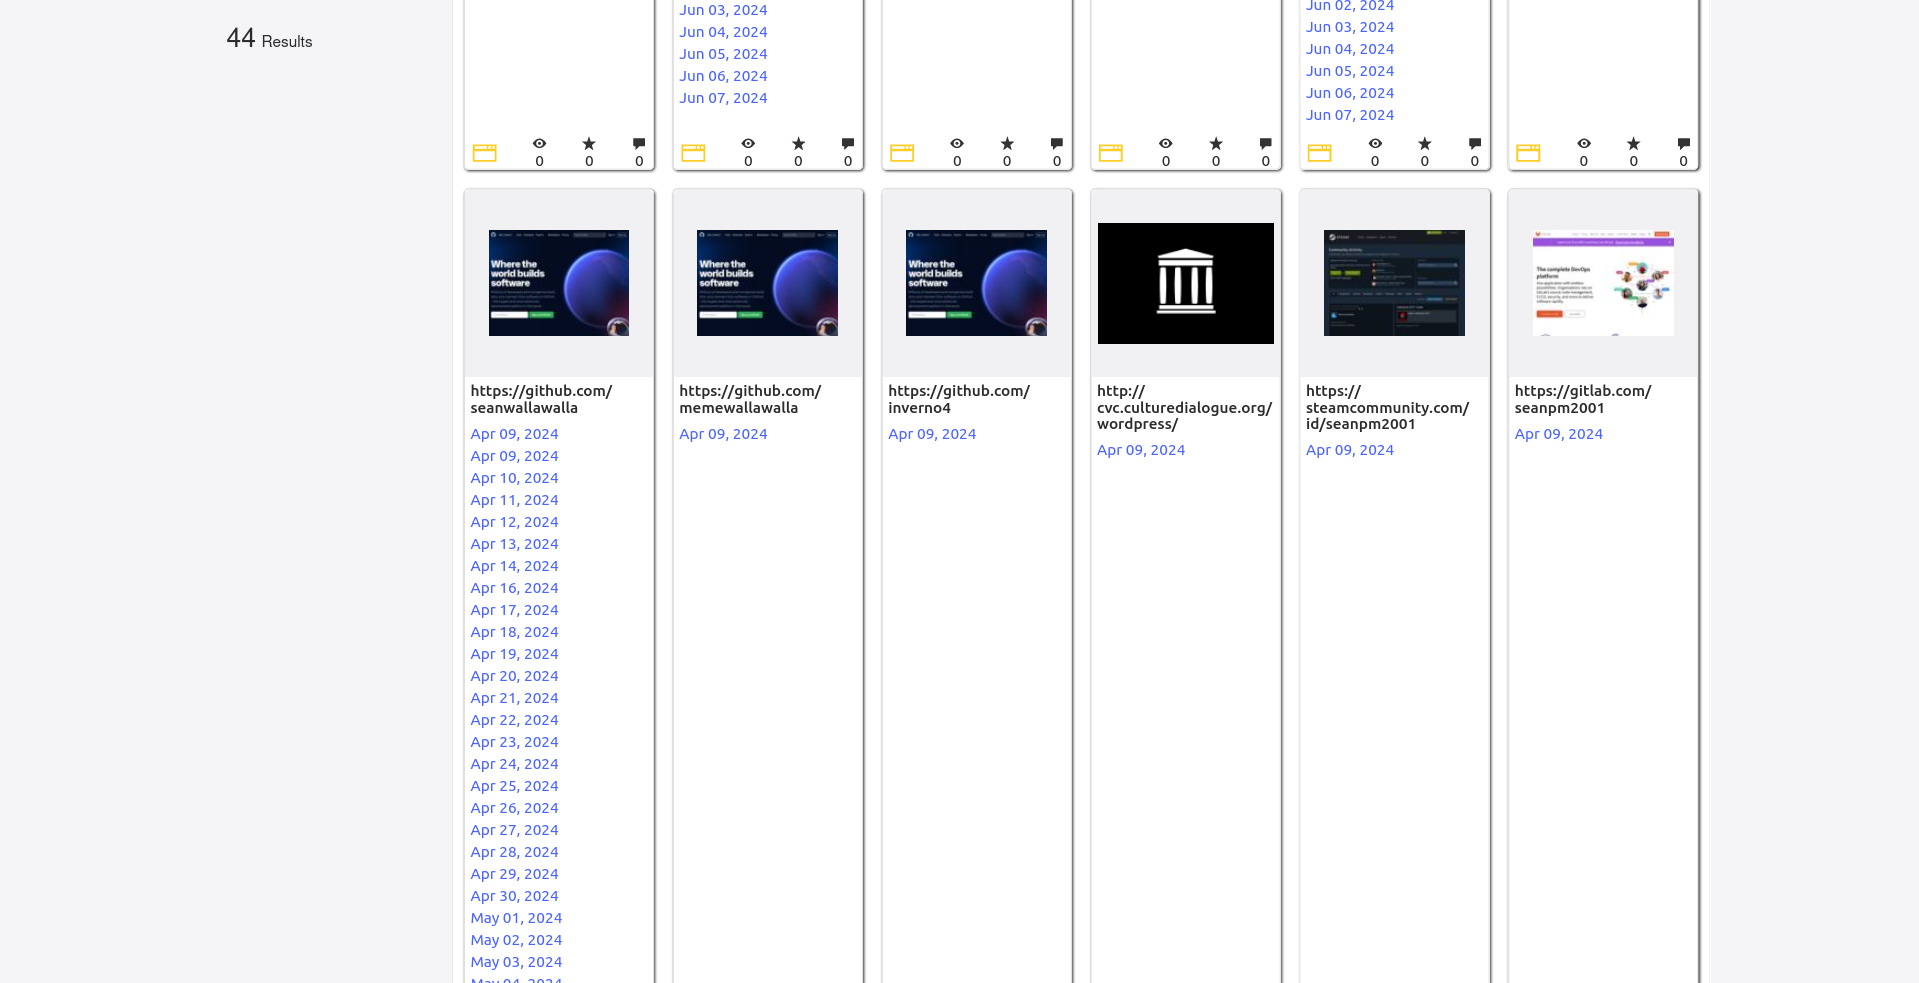 44 Results
Jun 03, 2024
Jun 04, 2024
Jun 05, 2024
Jun 06, 2024
Jun 07, 2024
Jun 02, 2024
Jun 03, 2024
Jun 04, 2024
Jun 05, 2024
Jun 06, 2024
Jun 07, 2024
0 0 0
0 0 0
0 0 0
0 0 0
0 0 0
0 0 0
Where the
world builds
software
https://github.com/
seanwallawalla
Apr 09, 2024
Apr 09, 2024
Apr 10, 2024
Apr 11, 2024
Apr 12, 2024
Apr 13, 2024
Apr 14, 2024
Apr 16, 2024
Apr 17, 2024
Apr 18, 2024
Apr 19, 2024
Apr 20, 2024
Apr 21, 2024
Apr 22, 2024
Apr 23, 2024
Apr 24, 2024
Apr 25, 2024
Apr 26, 2024
Apr 27, 2024
Apr 28, 2024
Apr 29, 2024
Apr 30, 2024
May 01, 2024
May 02, 2024
May 03, 2024
May 04, 2024
Where the
world builds
software
https://github.com/
memewallawalla
Apr 09, 2024
Where the
world builds
software
https://github.com/
inverno4
Apr 09, 2024
http://
cvc.culturedialogue.org/
wordpress/
Apr 09, 2024
https://
steamcommunity.com/
id/seanpm2001
Apr 09, 2024
The complete DevOps
platform
https://gitlab.com/
seanpm2001
Apr 09, 2024